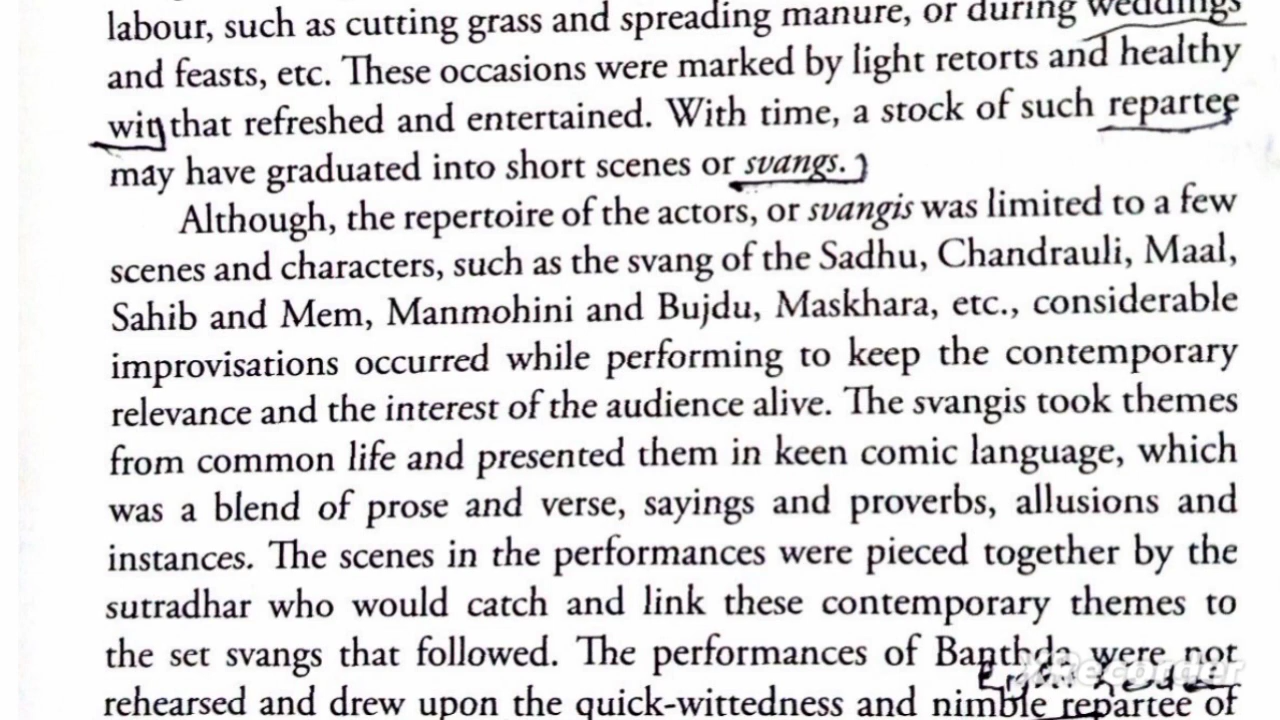 labour, such as cutting grass and spreading manure, or during weddings
and feasts, etc. These occasions were marked by light retorts and healthy
wit that refreshed and entertained. With time, a stock of such repartee
may have graduated into short scenes or svangs.
Although, the repertoire of the actors, or svangis was limited to a few
scenes and characters, such as the svang of the Sadhu, Chandrauli, Maal,
Sahib and Mem, Manmohini and Bujdu, Maskhara, etc., considerable
improvisations occurred while performing to keep the contemporary
relevance and the interest of the audience alive. The svangis took themes
from common life and presented them in keen comic language, which
was a blend of prose and verse, sayings and proverbs, allusions and
instances. The scenes in the performances were pieced together by the
sutradhar who would catch and link these contemporary themes to
the set svangs that followed. The performances of Banthda were not
XRecorder
rehearsed and drew upon the quick-wittedness and nimble repartee of